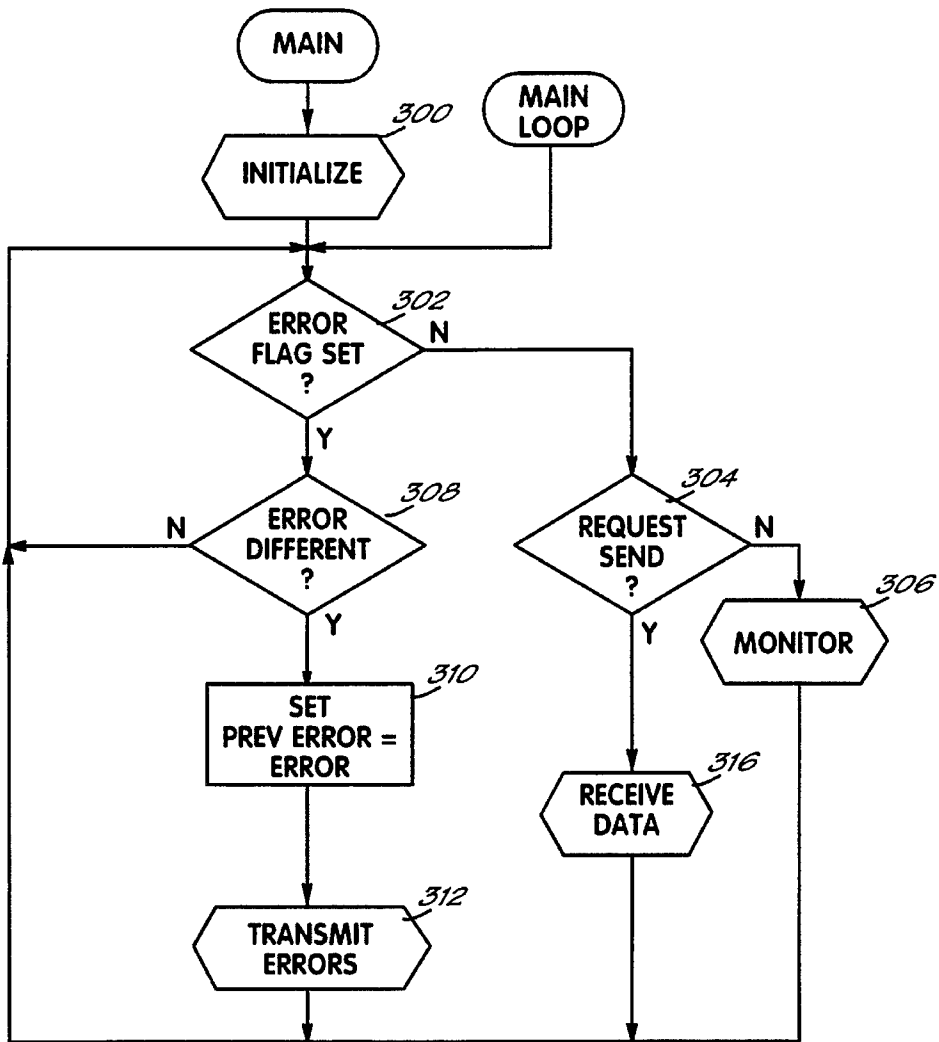 MAIN
MAIN
LOOP
300
INITIALIZE
302
ERROR
FLAG SET
?
N
Y
308
ERROR
DIFFERENT
?
N
Y
304
REQUEST
SEND
?
N
Y
306
MONITOR
310
SET
PREV ERROR =
ERROR
316
RECEIVE
DATA
312
TRANSMIT
ERRORS